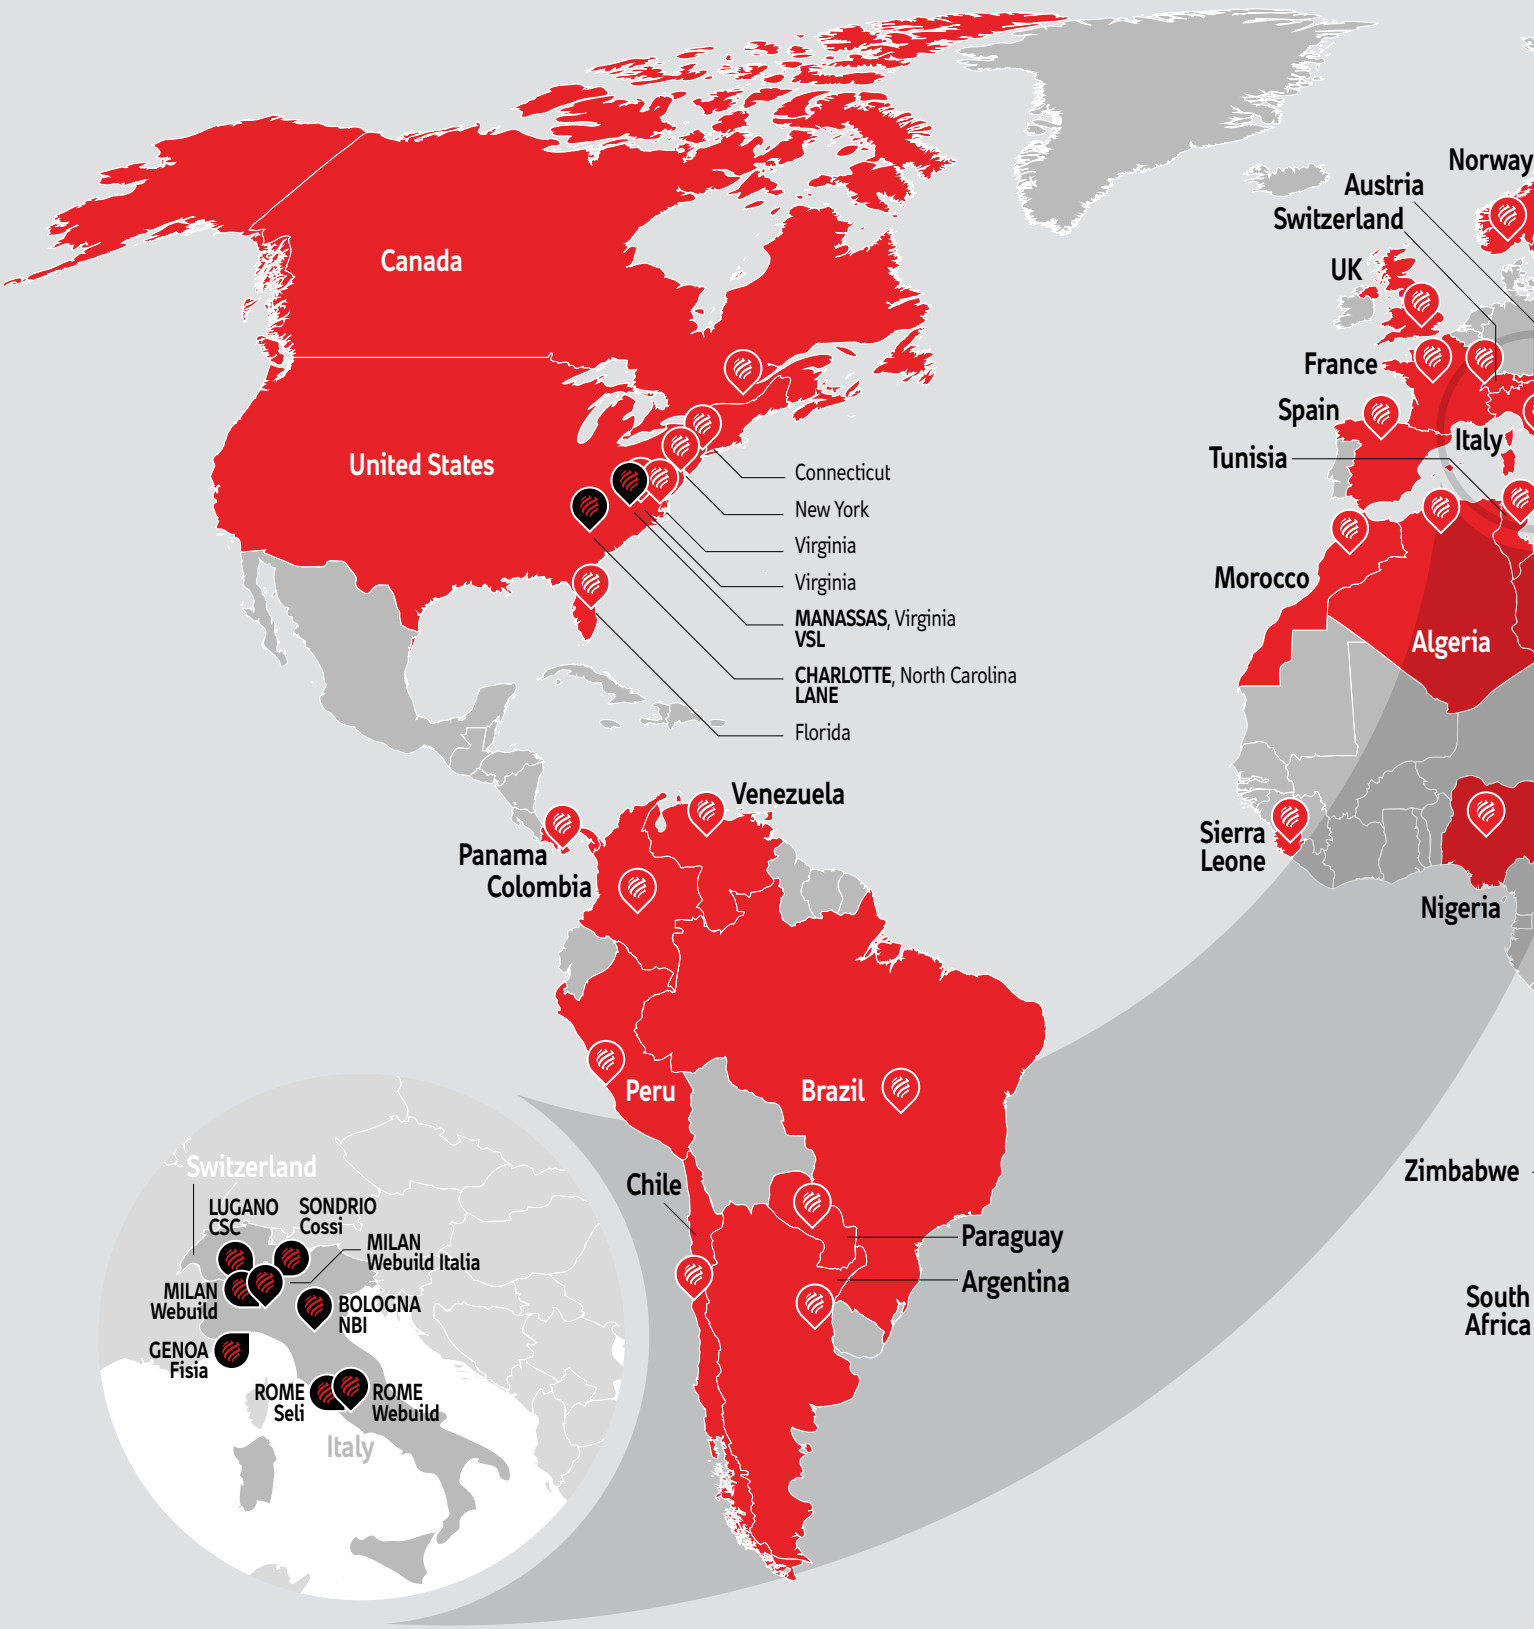 Norway
Austria
Switzerland
UK
Canada
France
Spain
Italy
Tunisia
United States
Connecticut
New York
Virginia
Virginia
MANASSAS, Virginia
VSL
CHARLOTTE, North Carolina
LANE
Florida
Morocco
Algeria
Venezuela
Panama
Colombia
Sierra
Leone
Nigeria
Peru
Brazil
Chile
Paraguay
Argentina
Zimbabwe
South
Africa
Switzerland
LUGANO
CSC
SONDRIO
Cossi
MILAN
Webuild Italia
MILAN
Webuild
BOLOGNA
NBI
GENOA
Fisia
ROME
Seli
ROME
Webuild
Italy